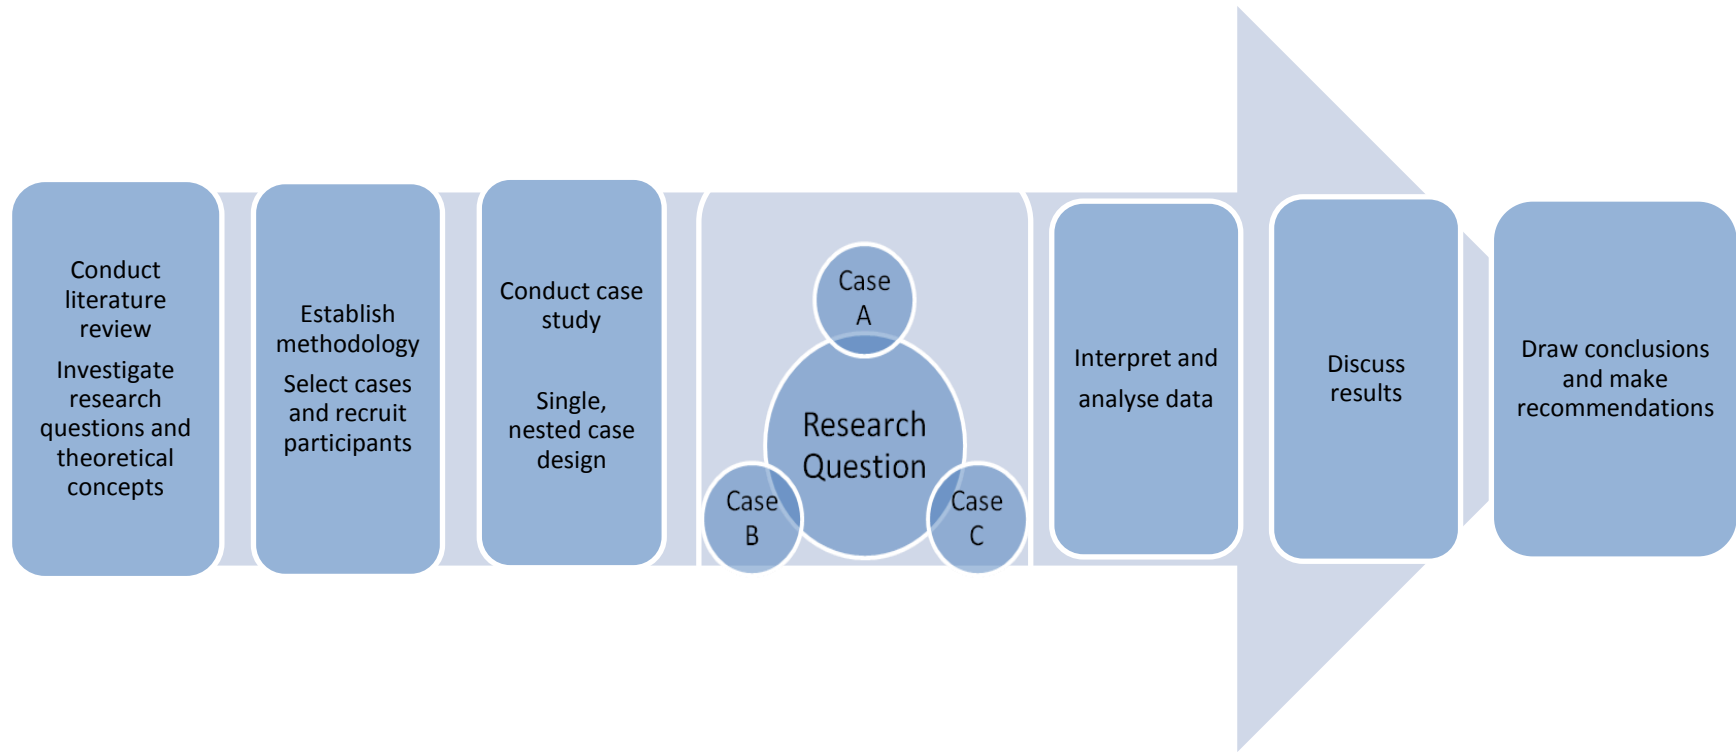 Conduct
literature
review
Investigate
research
questions and
theoretical
concepts
Establish
methodology
Select cases
and recruit
participants
Conduct case
study
Single,
nested case
design
Case
A
Research
Question
Case
B
Case
C
Interpret and
analyse data
Discuss
results
Draw conclusions
and make
recommendations